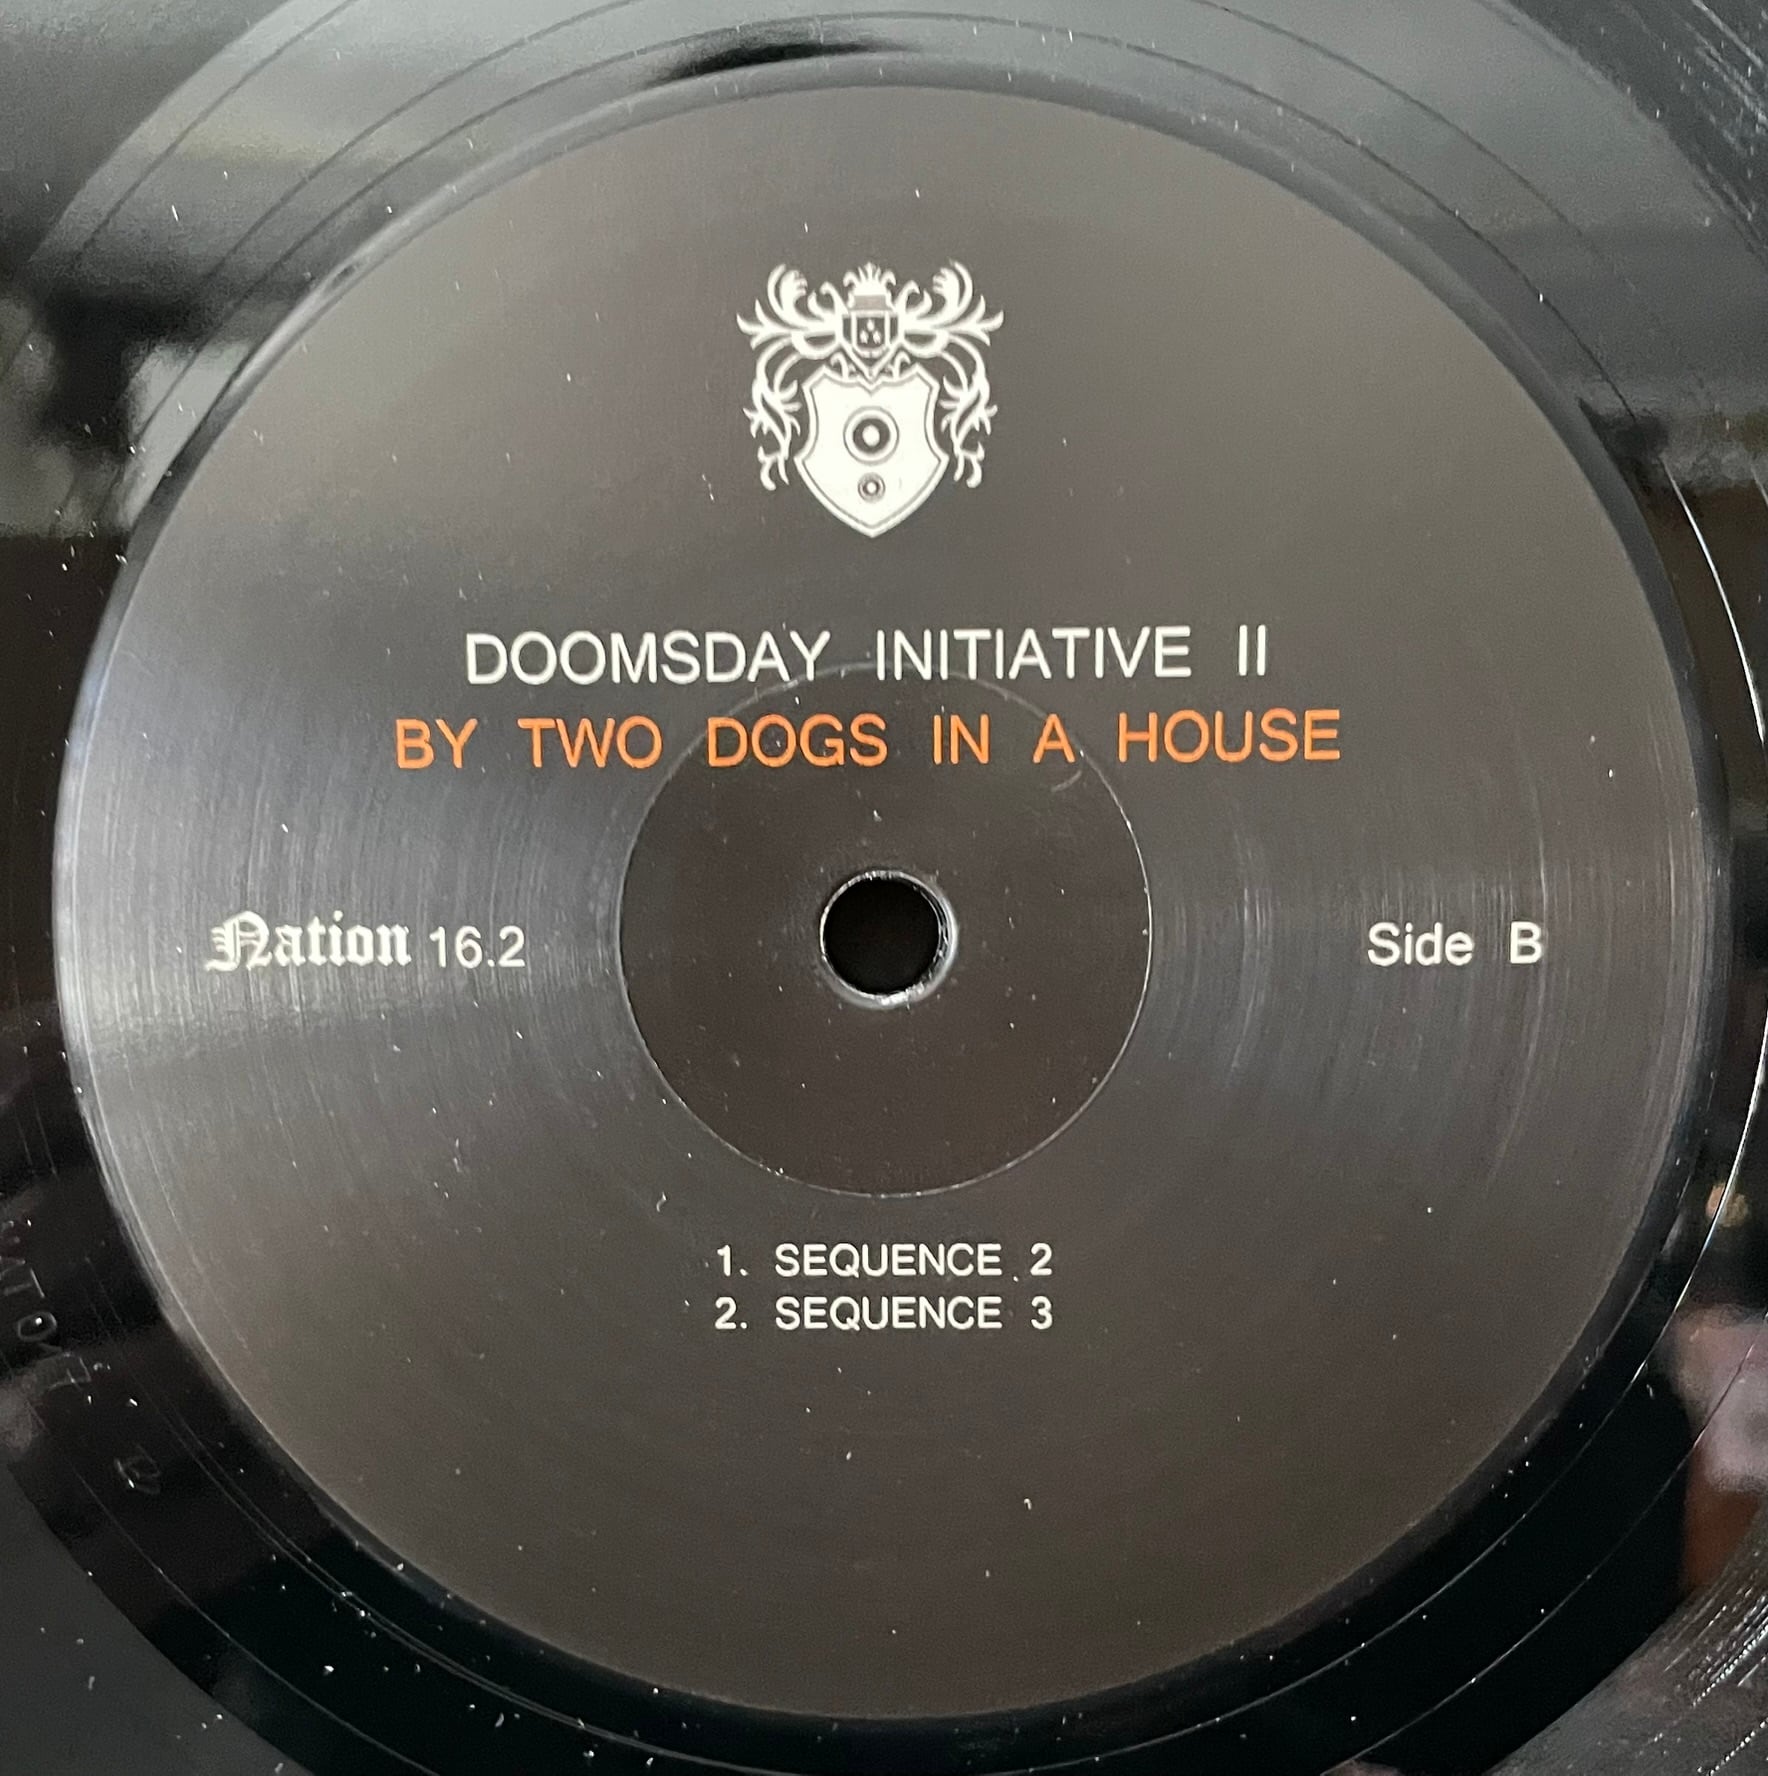 DOOMSDAY INITIATIVE II
BY TWO DOGS IN A HOUSE
Nation 16.2
Side B
1. SEQUENCE 2
2. SEQUENCE 3